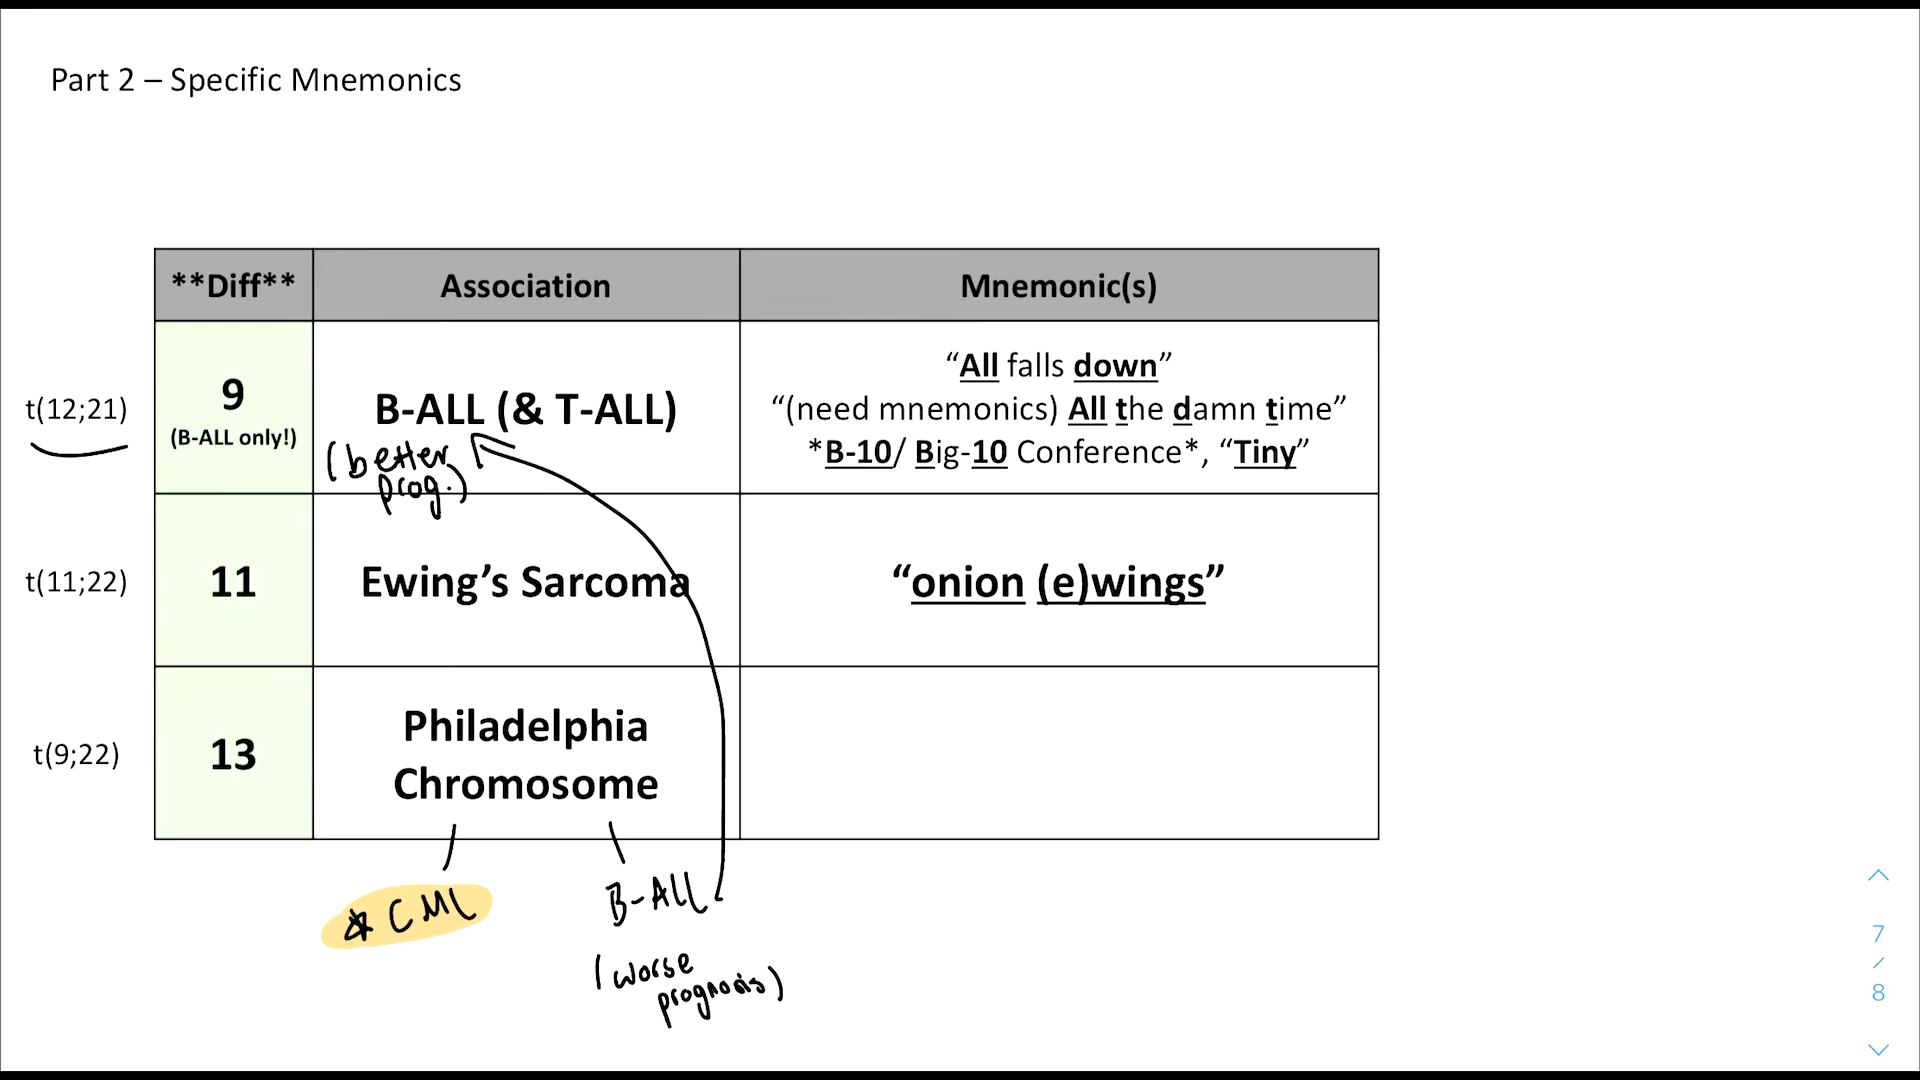 Part 2 – Specific Mnemonics
**Diff** Association Mnemonic(s)
t(12;21)
9
(B-ALL only!)
B-ALL (& T-ALL)
(better
prog.)
“All falls down”
“(need mnemonics) All the damn time”
*B-10/ Big-10 Conference*, “Tiny”
t(11;22)
11
Ewing’s Sarcoma
“onion (e)wings”
t(9;22)
13
Philadelphia
Chromosome
* CML
B-ALL
(worse
prognosis)
7
/
8